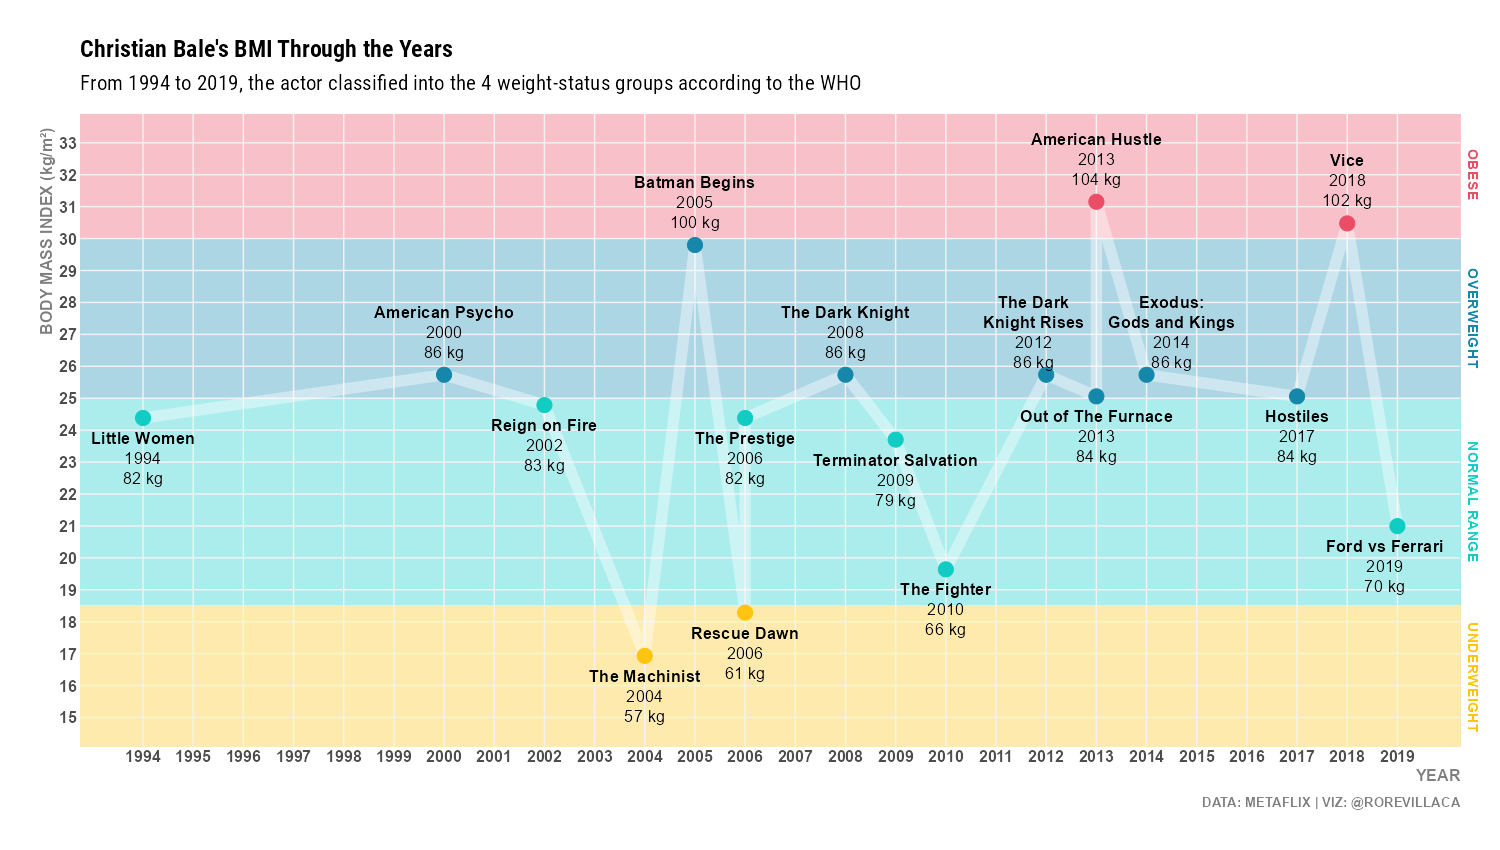 Christian Bale's BMI Through the Years
From 1994 to 2019, the actor classified into the 4 weight-status groups according to the WHO
BODY MASS INDEX (kg/m²)
33
32
31
30
29
28
27
26
25
24
23
22
21
20
19
18
17
16
15
Little Women
1994
82 kg
American Psycho
2000
86 kg
Reign on Fire
2002
83 kg
The Machinist
2004
57 kg
Batman Begins
2005
100 kg
The Prestige
2006
82 kg
Rescue Dawn
2006
61 kg
The Dark Knight
2008
86 kg
Terminator Salvation
2009
79 kg
The Fighter
2010
66 kg
The Dark
Knight Rises
2012
86 kg
American Hustle
2013
104 kg
Out of The Furnace
2013
84 kg
Exodus:
Gods and Kings
2014
86 kg
Hostiles
2017
84 kg
Vice
2018
102 kg
Ford vs Ferrari
2019
70 kg
OBESE
OVERWEIGHT
NORMAL RANGE
UNDERWEIGHT
1994 1995 1996 1997 1998 1999 2000 2001 2002 2003 2004 2005 2006 2007 2008 2009 2010 2011 2012 2013 2014 2015 2016 2017 2018 2019
YEAR
DATA: METAFLIX | VIZ: @ROREVILLACA